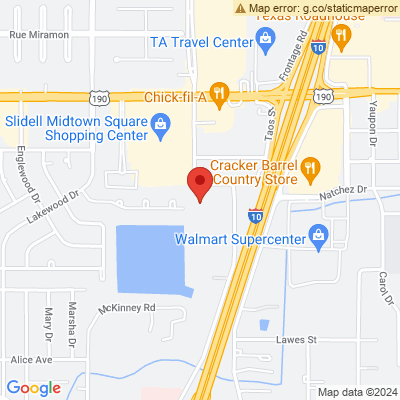 Map error: g.co/staticmaperror
Texas Roadhouse
Rue Miramon
TA Travel Center
10
Frontage Rd
190
Chick-fil-A
190
Slidell Midtown Square
Shopping Center
Taos St
Yaupon Dr
Englewood Dr
Cracker Barrel
Country Store
Lakewood Dr
Natchez Dr
10
Walmart Supercenter
McKinney Rd
Carol Dr
Mary Dr
Marsha Dr
Lawes St
Alice Ave
10
Google
Map data ©2024